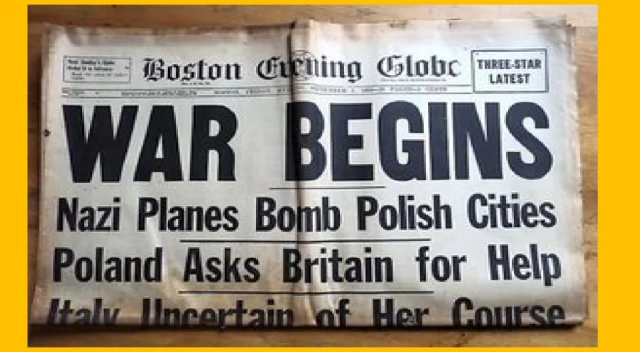 Boston Evening Globe
THREE-STAR
LATEST
WAR BEGINS
Nazi Planes Bomb Polish Cities
Poland Asks Britain for Help
Italy Uncertain of Her Course